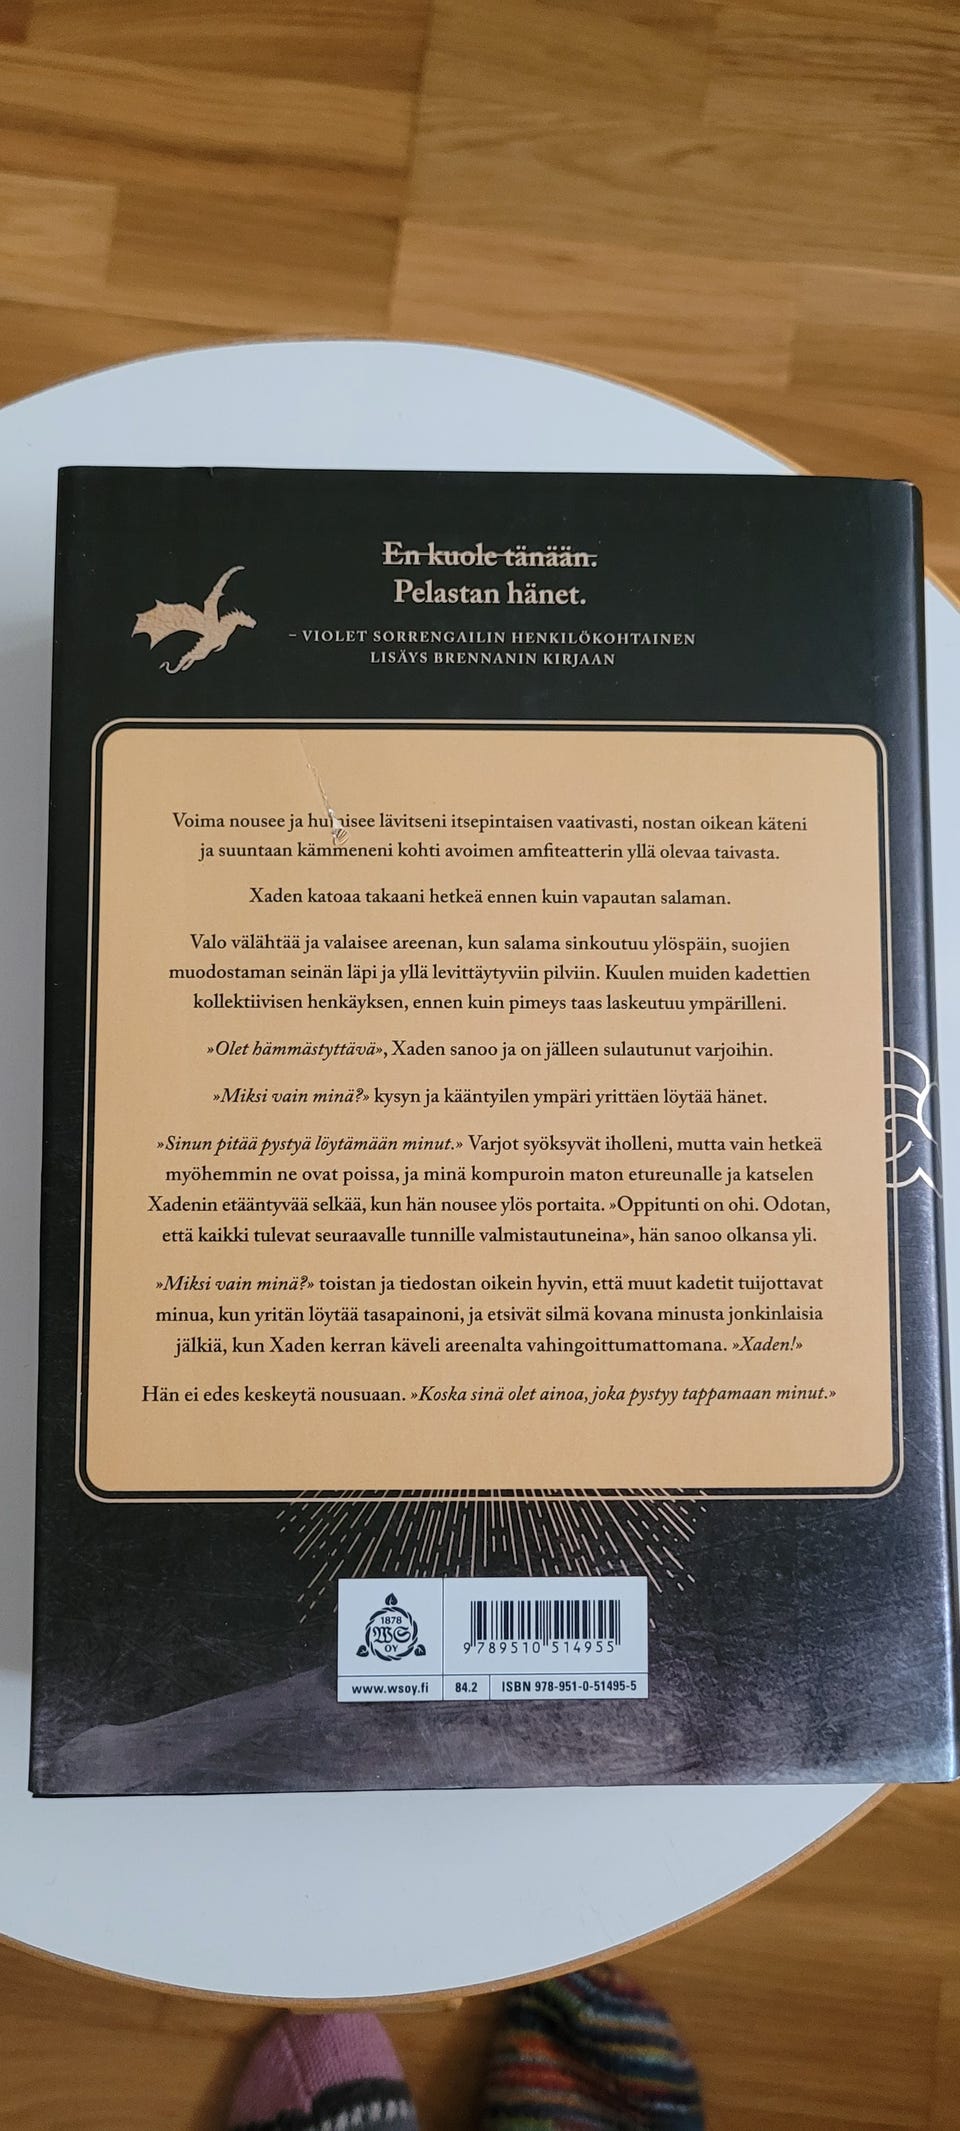 En kuole tänään.
Pelastan hänet.
– VIOLET SORRENGAILIN HENKILÖKOHTAINEN
LISÄYS BRENNANIN KIRJAAN
Voima nousee ja lävitseni itsepintaisen vaativasti, nostan oikean käteni
ja suuntaan kämmeneni kohti avoimen amfiteatterin yllä olevaa taivasta.
Xaden katoaa takaani hetkeä ennen kuin vapautan salaman.
Valo välähtää ja valaisee areenan, kun salama sinkoutuu ylöspäin, suojien
muodostaman seinän läpi ja yllä levittäytyviin pilviin. Kuulen muiden kadettien
kollektiivisen henkäyksen, ennen kuin pimeys taas laskeutuu ympärilleni.
»Olet hämmästyttävä», Xaden sanoo ja on jälleen sulautunut varjoihin.
»Miksi vain minä?» kysyn ja kääntyilen ympäri yrittäen löytää hänet.
»Sinun pitää pystyä löytämään minut.» Varjot syöksyvät iholleni, mutta vain hetkeä
myöhemmin ne ovat poissa, ja minä kompuroin maton etureunalle ja katselen
Xadenin etääntyvää selkää, kun hän nousee ylös portaita. »Oppitunti on ohi. Odotan,
että kaikki tulevat seuraavalle tunnille valmistautuneina», hän sanoo olkansa yli.
»Miksi vain minä?» toistan ja tiedostan oikein hyvin, että muut kadetit tuijottavat
minua, kun yritän löytää tasapainoni, ja etsivät silmä kovana minusta jonkinlaisia
jälkiä, kun Xaden kerran käveli areenalta vahingoittumattomana. »Xaden!»
Hän ei edes keskeytä nousuaan. »Koska sinä olet ainoa, joka pystyy tappamaan minut.»
1878
WS
OY
9 789510 514955
www.wsoy.fi
84.2
ISBN 978-951-0-51495-5